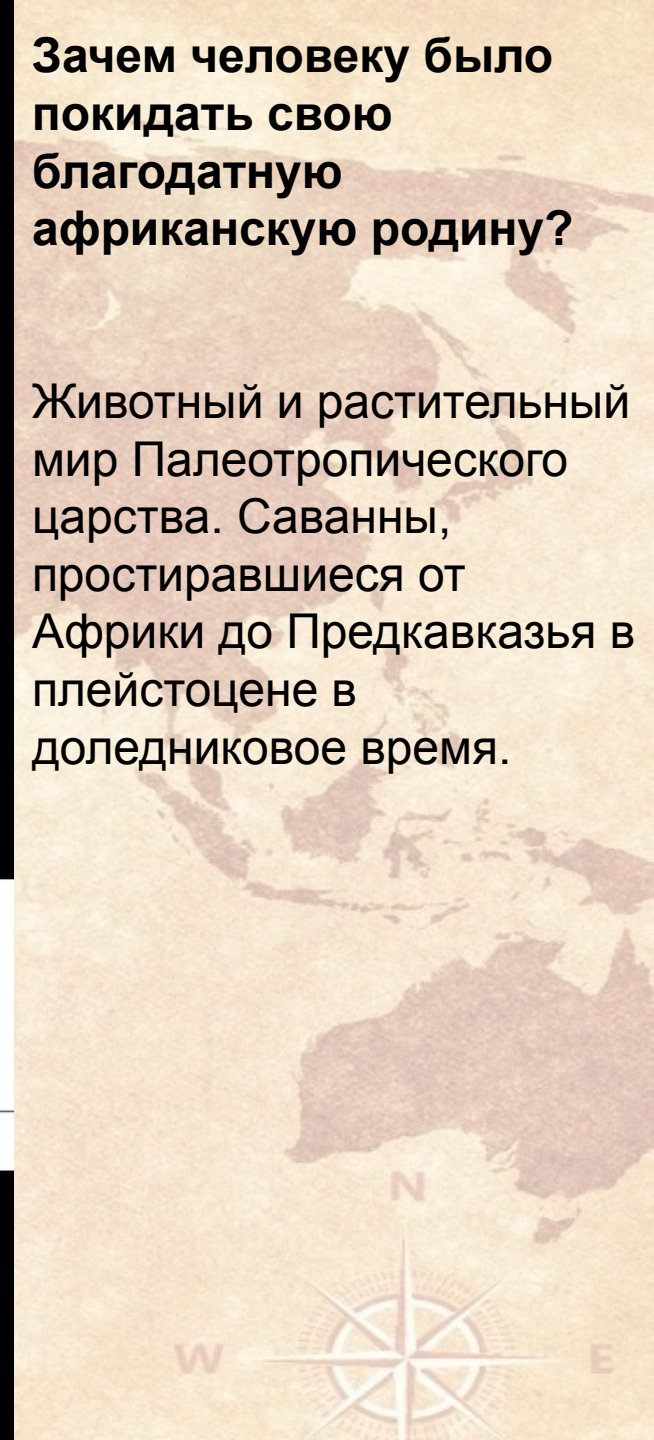 Зачем человеку было
покидать свою
благодатную
африканскую родину?
Животный и растительный
мир Палеотропического
царства. Саванны,
простиравшиеся от
Африки до Предкавказья в
плейстоцене в
доледниковое время.
N
W E